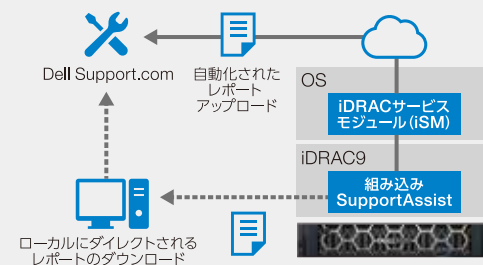 Dell Support.com
自動化された
レポート
アップロード
OS
iDRACサービス
モジュール(iSM)
iDRAC9
組み込み
SupportAssist
ローカルにダイレクトされる
レポートのダウンロード